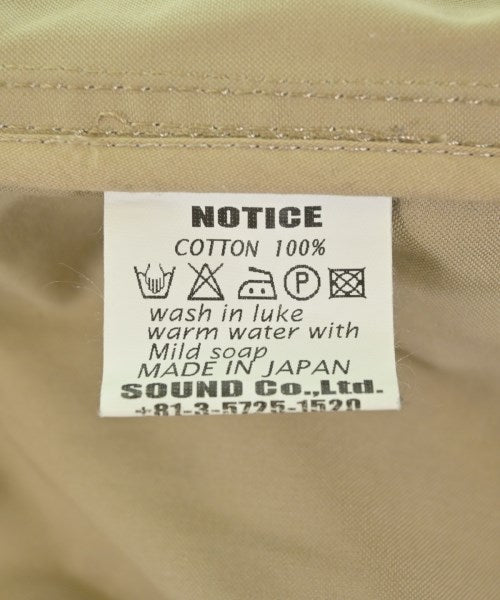 NOTICE
COTTON 100%
P
wash in luke
warm water with
Mild soap
MADE IN JAPAN
SOUND Co.,Ltd.
+81-3-5725-1520